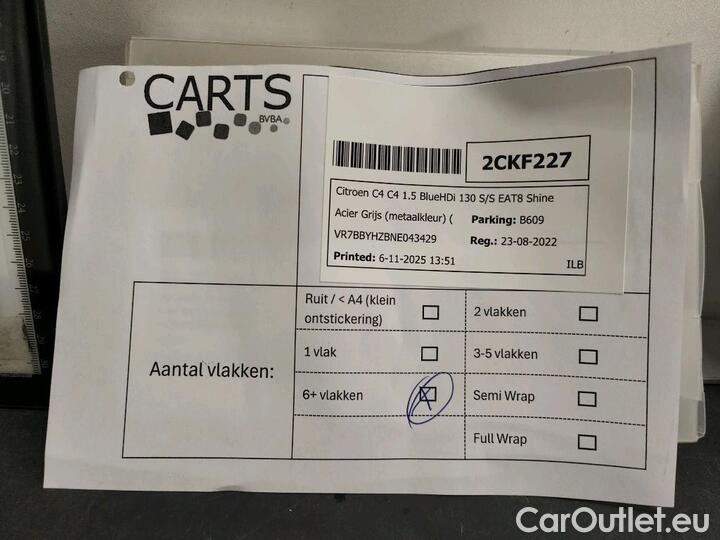 CARTS
BVBA
2CKF227
Citroen C4 C4 1.5 BlueHDi 130 S/S EAT8 Shine
Acier Grijs (metaalkleur) ( Parking: B609
VR7BBYHZBNE043429 Reg.: 23-08-2022
Printed: 6-11-2025 13:51 ILB
Aantal vlakken:
Ruit / < A4 (klein
ontstickering)
2 vlakken
1 vlak
3-5 vlakken
6+ vlakken
Semi Wrap
Full Wrap
CarOutlet.eu